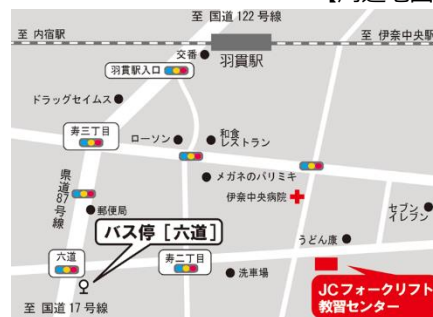 至 国道122号線
至 内宿駅
至 伊奈中央駅
交番
羽貫駅
羽貫駅入口
ドラッグセイムス
寿三丁目
ローソン
和食
レストラン
メガネのパリミキ
県道87号線
伊奈中央病院
郵便局
セブン
イレブン
バス停［六道］
うどん康
六道
寿二丁目
洗車場
JCフォークリフト
教習センター
至 国道17号線